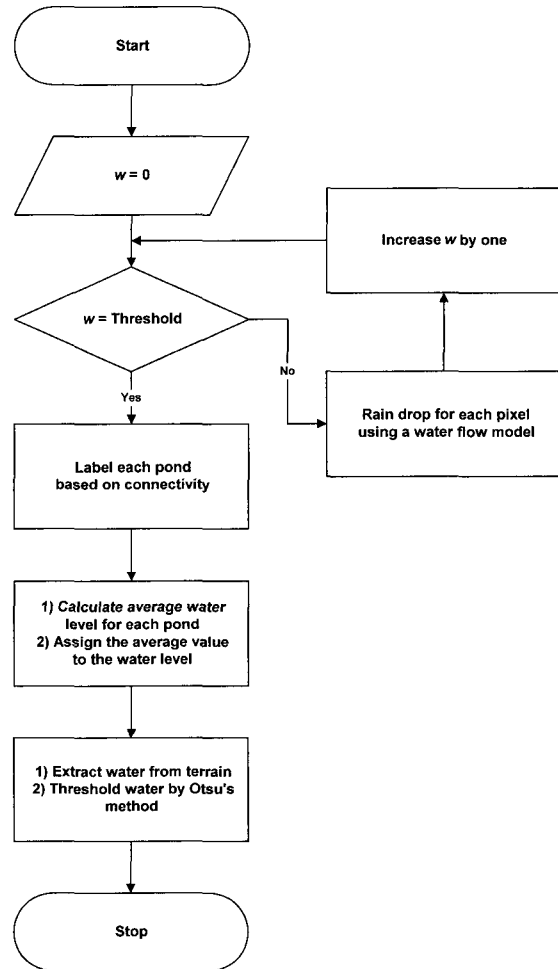 Start
w = 0
Increase w by one
w = Threshold
No
Yes
Rain drop for each pixel
using a water flow model
Label each pond
based on connectivity
1) Calculate average water
level for each pond
2) Assign the average value
to the water level
1) Extract water from terrain
2) Threshold water by Otsu's
method
Stop